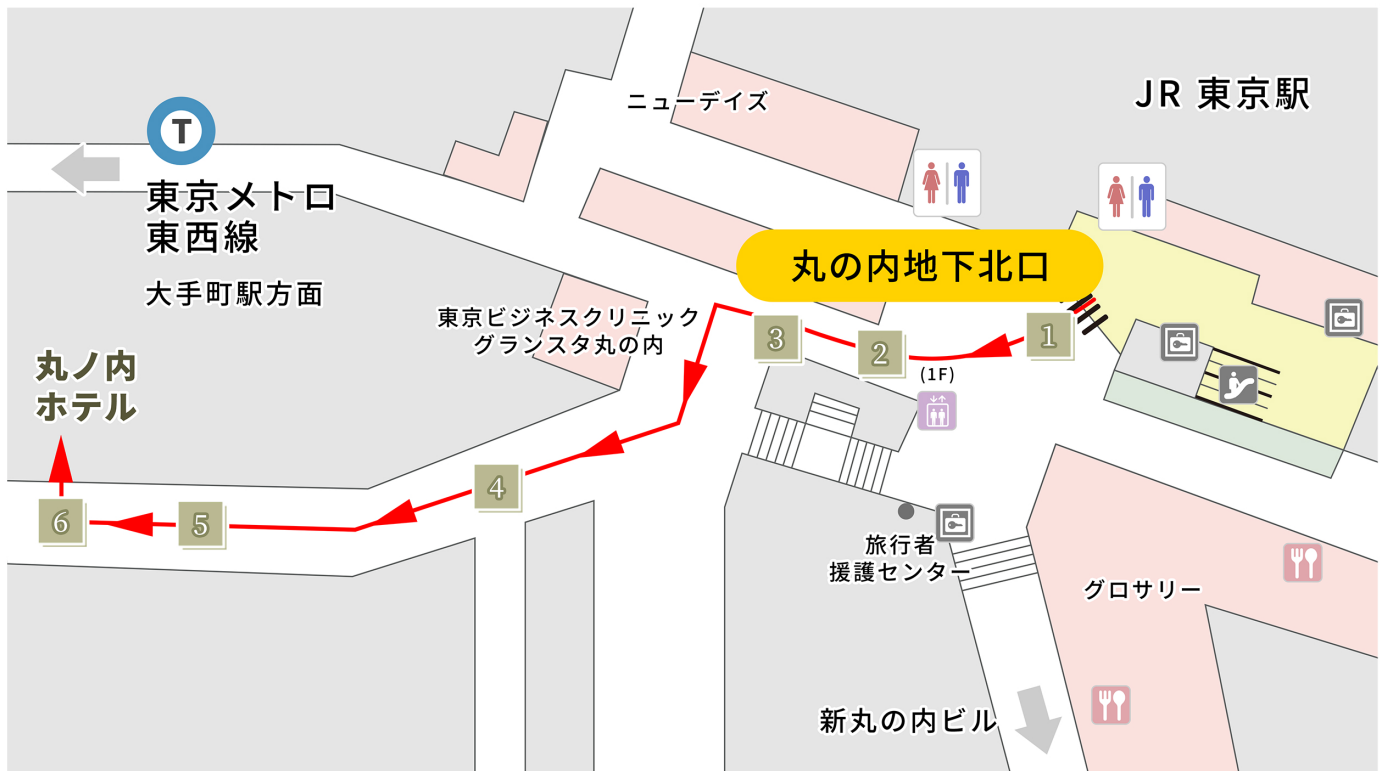 JR 東京駅
ニューデイズ
T
東京メトロ
東西線
大手町駅方面
丸の内地下北口
東京ビジネスクリニック
グランスタ丸の内
丸ノ内
ホテル
1
2
3
(1F)
4
5
6
旅行者
援護センター
グロサリー
新丸の内ビル